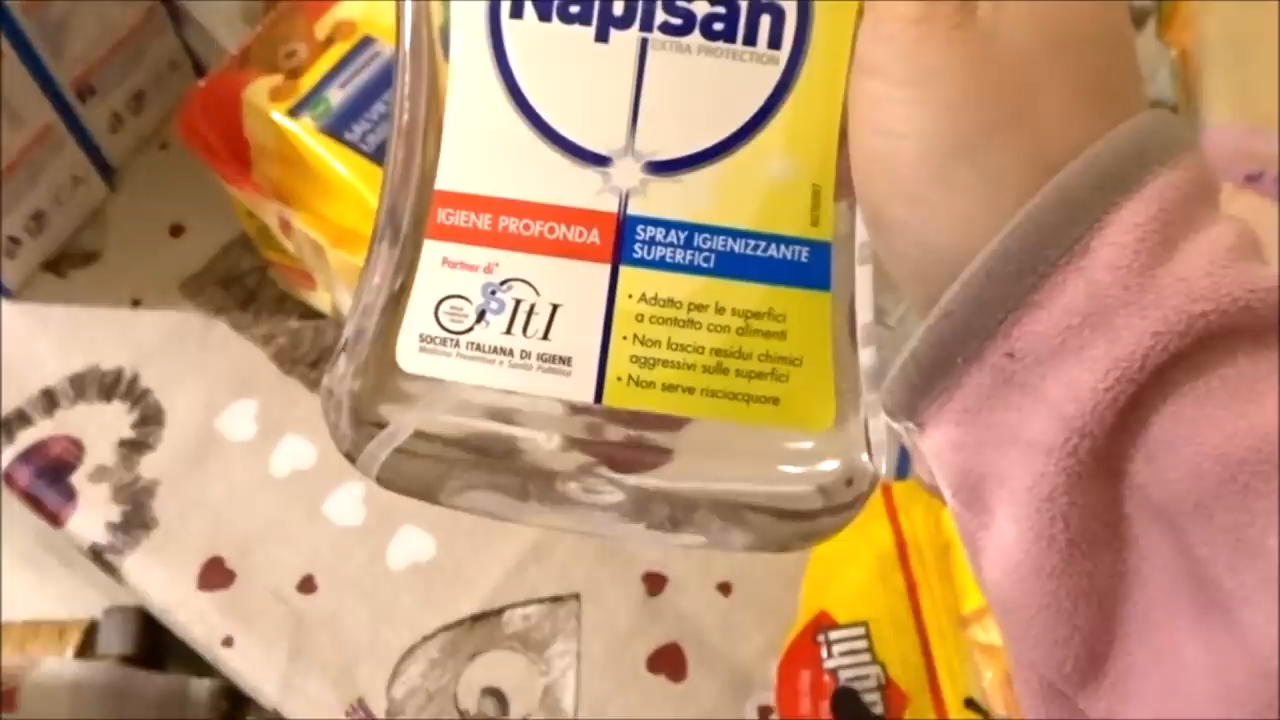 Napisan
EXTRA PROTECTION
IGIENE PROFONDA
SPRAY IGIENIZZANTE
SUPERFICI
Partner di*
SItI
SOCIETÀ ITALIANA DI IGIENE
Medicina Preventiva e Sanità Pubblica
• Adatto per le superfici
a contatto con alimenti
• Non lascia residui chimici
aggressivi sulle superfici
• Non serve risciacquare